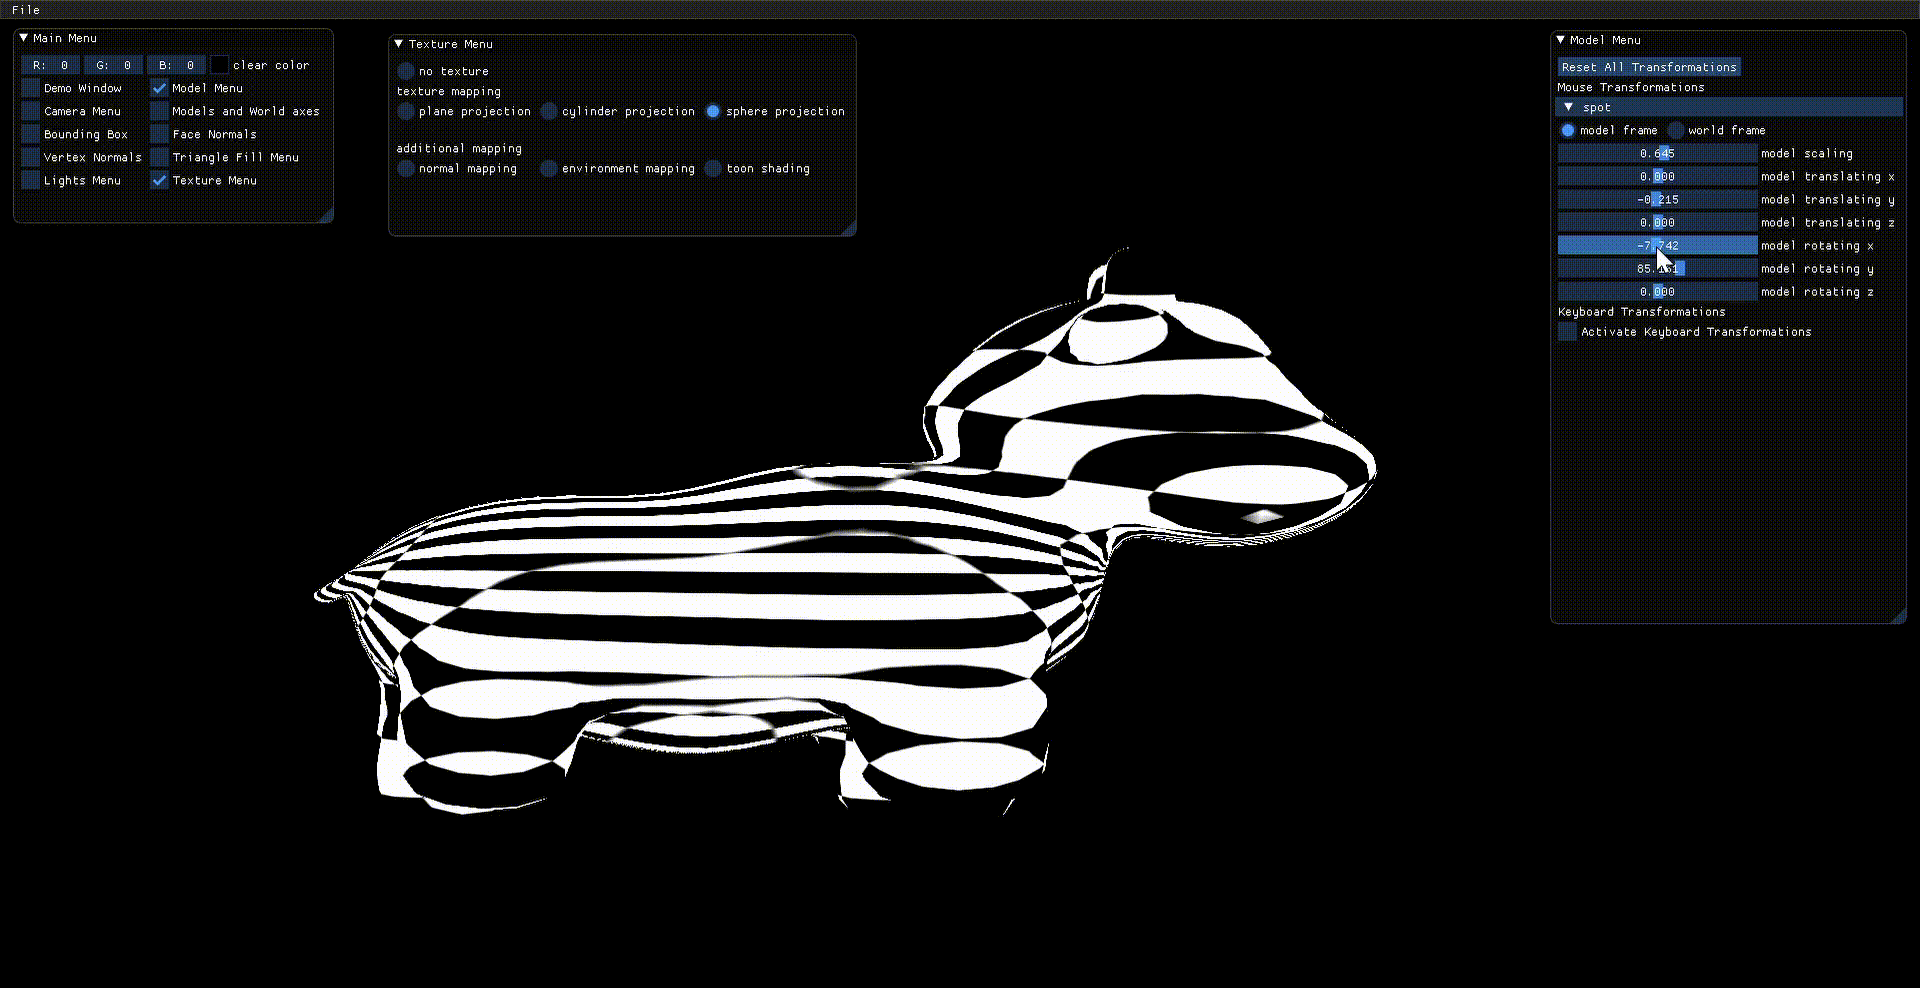 File
Main Menu
R: 0 G: 0 B: 0 clear color
Demo Window Model Menu
Camera Menu Models and World axes
Bounding Box Face Normals
Vertex Normals Triangle Fill Menu
Lights Menu Texture Menu
Texture Menu
no texture
texture mapping
plane projection cylinder projection sphere projection
additional mapping
normal mapping environment mapping toon shading
Model Menu
Reset All Transformations
Mouse Transformations
spot
model frame world frame
0.645 model scaling
0.000 model translating x
-0.215 model translating y
0.000 model translating z
model rotating x
model rotating y
0.000 model rotating z
Keyboard Transformations
Activate Keyboard Transformations